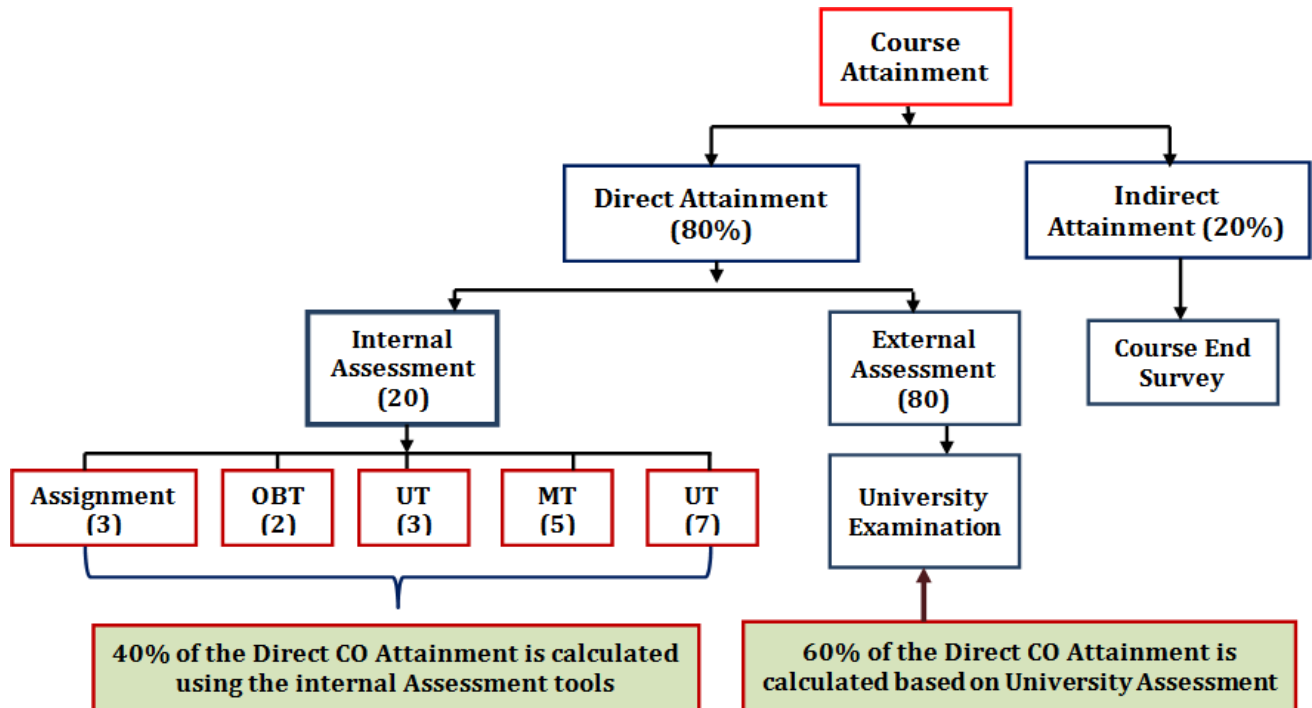 Course
Attainment
Direct Attainment
(80%)
Indirect
Attainment (20%)
Internal
Assessment
(20)
External
Assessment
(80)
Course End
Survey
Assignment
(3)
OBT
(2)
UT
(3)
MT
(5)
UT
(7)
University
Examination
40% of the Direct CO Attainment is calculated
using the internal Assessment tools
60% of the Direct CO Attainment is
calculated based on University Assessment